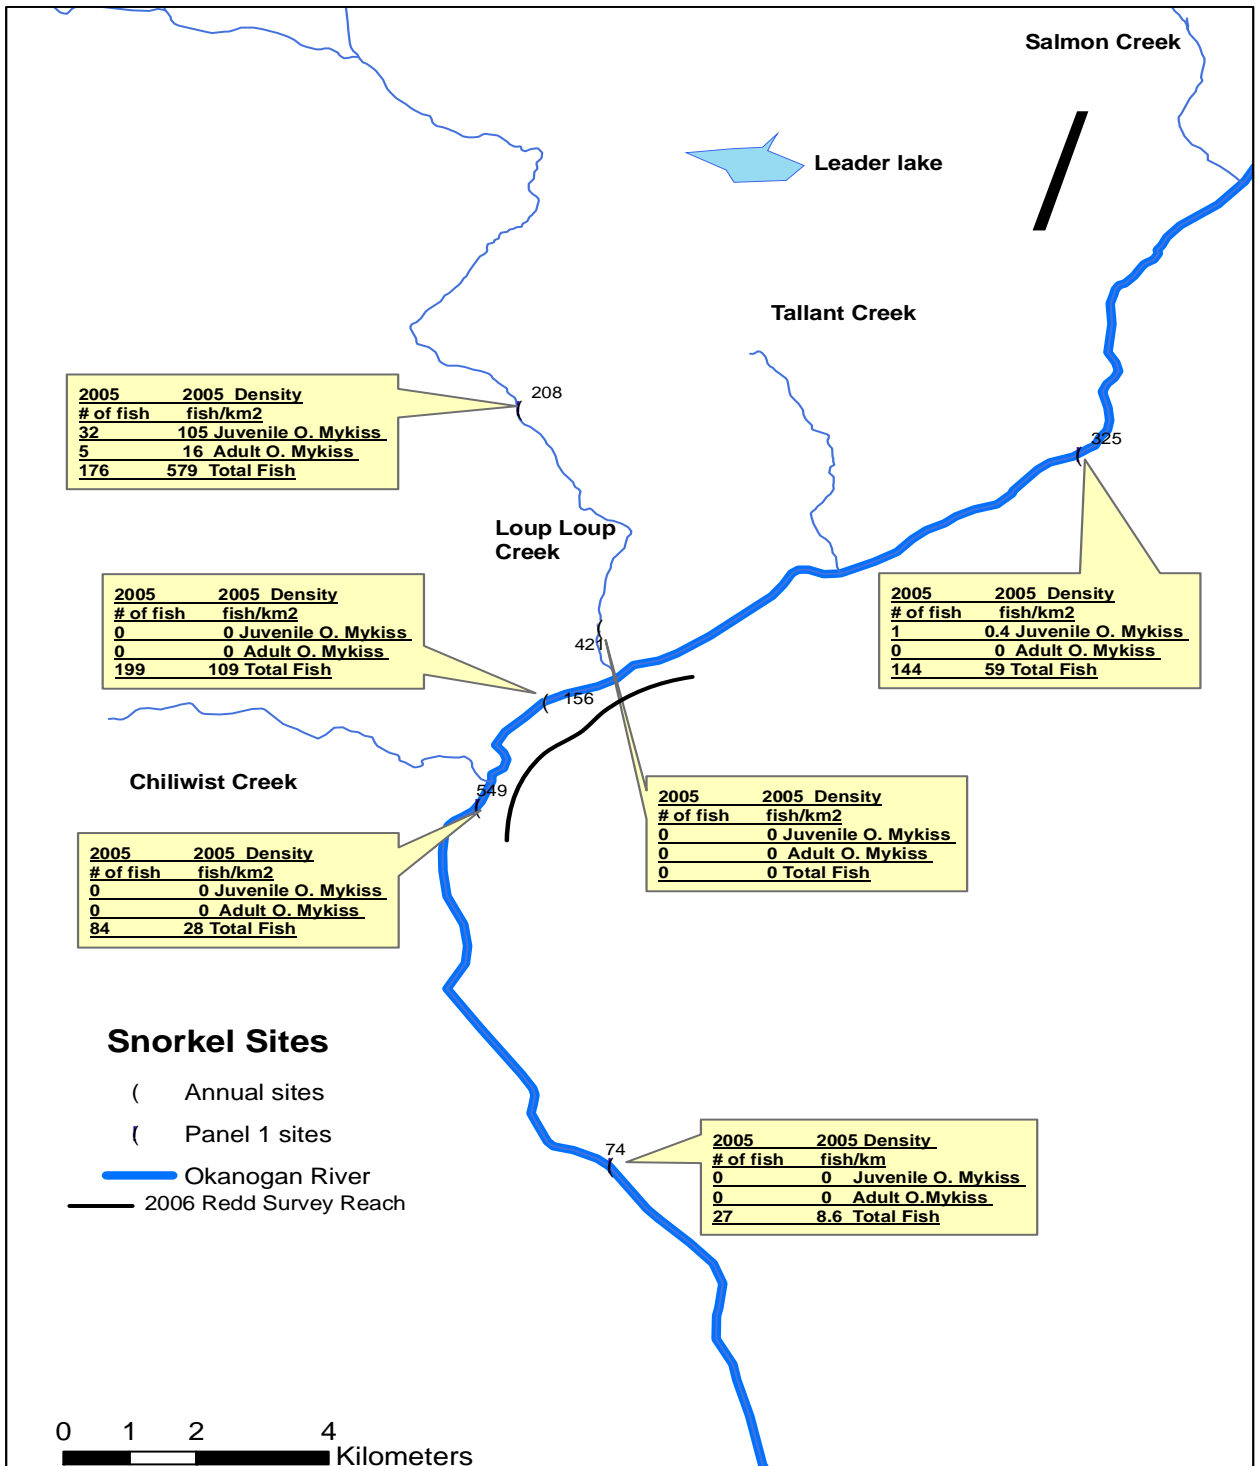 Salmon Creek
Leader lake
Tallant Creek
208
2005 2005 Density
# of fish fish/km2
32 105 Juvenile O. Mykiss
5 16 Adult O. Mykiss
176 579 Total Fish
325
Loup Loup
Creek
2005 2005 Density
# of fish fish/km2
0 0 Juvenile O. Mykiss
0 0 Adult O. Mykiss
199 109 Total Fish
2005 2005 Density
# of fish fish/km2
1 0.4 Juvenile O. Mykiss
0 0 Adult O. Mykiss
144 59 Total Fish
421
156
Chiliwist Creek
549
2005 2005 Density
# of fish fish/km2
0 0 Juvenile O. Mykiss
0 0 Adult O. Mykiss
0 0 Total Fish
2005 2005 Density
# of fish fish/km2
0 0 Juvenile O. Mykiss
0 0 Adult O. Mykiss
84 28 Total Fish
Snorkel Sites
( Annual sites
( Panel 1 sites
Okanogan River
2006 Redd Survey Reach
74
2005 2005 Density
# of fish fish/km
0 0 Juvenile O. Mykiss
0 0 Adult O.Mykiss
27 8.6 Total Fish
0 1 2 4
Kilometers